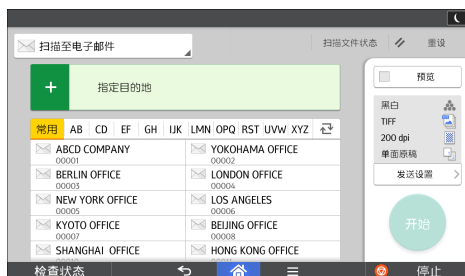 扫描至电子邮件
扫描文件状态 重设
指定目的地
预览
常用 AB CD EF GH IJK LMN OPQ RST UVW XYZ
黑白
TIFF
200 dpi
单面原稿
发送设置
ABCD COMPANY
00001
YOKOHAMA OFFICE
00002
BERLIN OFFICE
00003
LONDON OFFICE
00004
NEW YORK OFFICE
00005
LOS ANGELES
00006
KYOTO OFFICE
00007
BEIJING OFFICE
00008
SHANGHAI OFFICE
HONG KONG OFFICE
开始
检查状态 停止